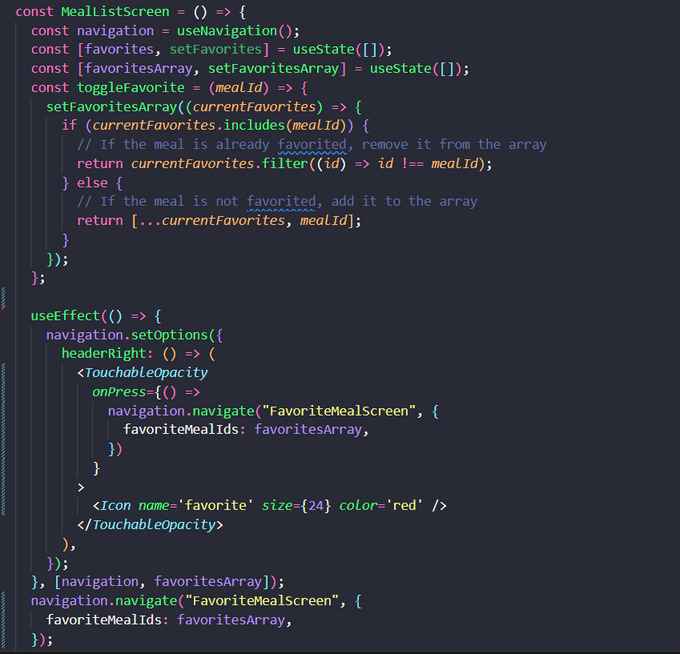 const MealListScreen = () => {
  const navigation = useNavigation();
  const [favorites, setFavorites] = useState([]);
  const [favoritesArray, setFavoritesArray] = useState([]);
  const toggleFavorite = (mealId) => {
    setFavoritesArray((currentFavorites) => {
      if (currentFavorites.includes(mealId)) {
        // If the meal is already favorited, remove it from the array
        return currentFavorites.filter((id) => id !== mealId);
      } else {
        // If the meal is not favorited, add it to the array
        return [...currentFavorites, mealId];
      }
    });
  };

  useEffect(() => {
    navigation.setOptions({
      headerRight: () => (
        <TouchableOpacity
          onPress={() =>
            navigation.navigate("FavoriteMealScreen", {
              favoriteMealIds: favoritesArray,
            })
          }
        >
          <Icon name='favorite' size={24} color='red' />
        </TouchableOpacity>
      ),
    });
  }, [navigation, favoritesArray]);
  navigation.navigate("FavoriteMealScreen", {
    favoriteMealIds: favoritesArray,
  });